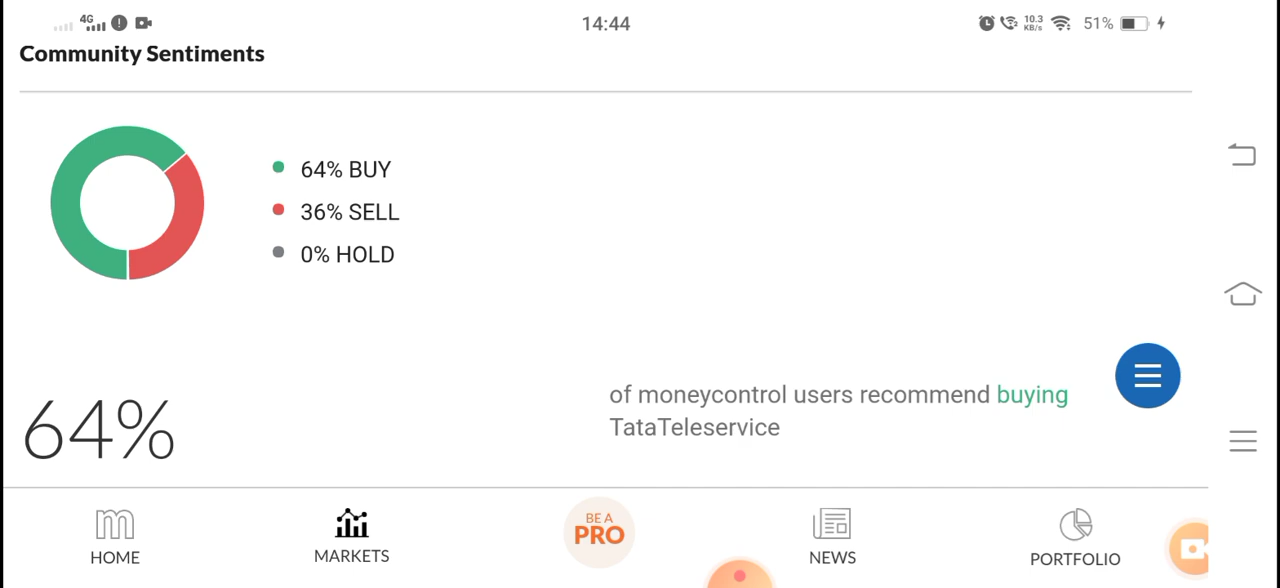 4G
14:44
10.3
KB/s
51%
Community Sentiments
64% BUY
36% SELL
0% HOLD
64%
of moneycontrol users recommend buying
TataTeleservice
m
HOME
MARKETS
BE A
PRO
NEWS
PORTFOLIO